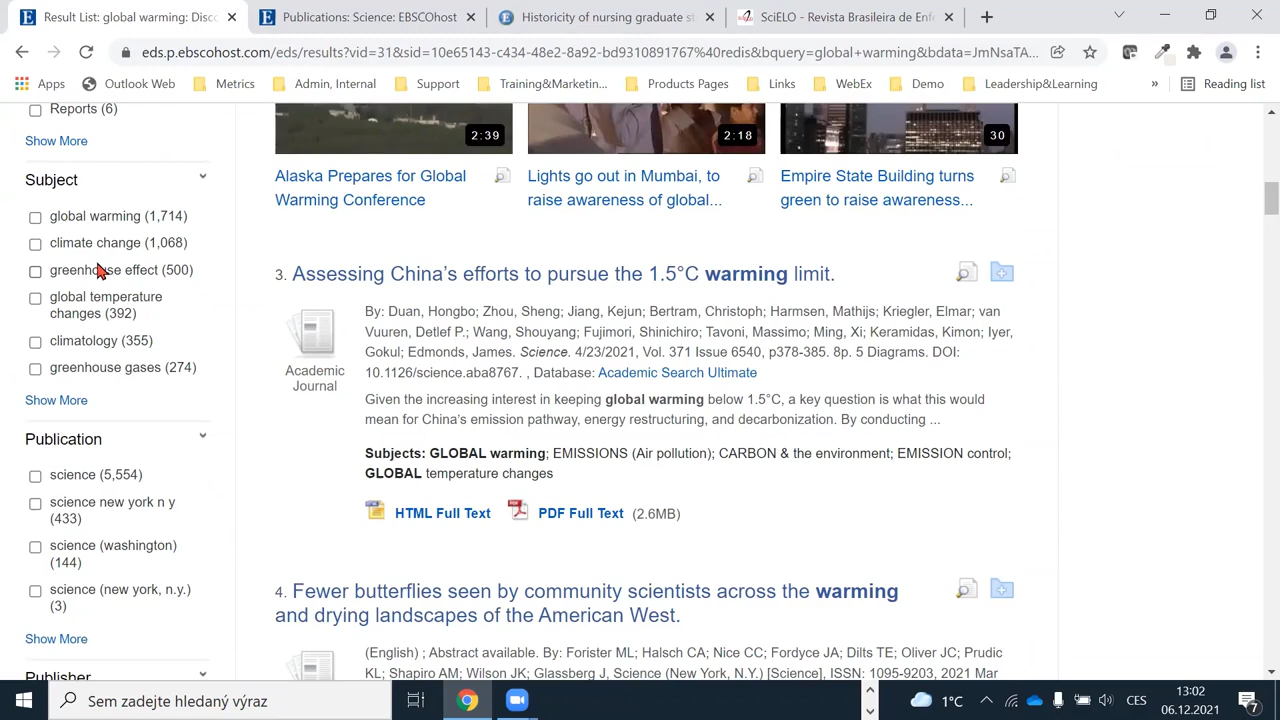 Result List: global warming: Disc
Publications: Science: EBSCOhost
Historicity of nursing graduate st
SciELO - Revista Brasileira de Enf
eds.p.ebscohost.com/eds/results?vid=31&sid=10e65143-c434-48e2-8a92-bd9310891767%40redis&bquery=global+warming&bdata=JmNsaTA...
Apps
Outlook Web
Metrics
Admin, Internal
Support
Training&Marketin...
Products Pages
Links
WebEx
Demo
Leadership&Learning
»
Reading list
Reports (6)
Show More
Subject
global warming (1,714)
climate change (1,068)
greenhouse effect (500)
global temperature
changes (392)
climatology (355)
greenhouse gases (274)
Show More
Publication
science (5,554)
science new york n y
(433)
science (washington)
(144)
science (new york, n.y.)
(3)
Show More
Publisher
2:39
2:18
30
Alaska Prepares for Global
Warming Conference
Lights go out in Mumbai, to
raise awareness of global...
Empire State Building turns
green to raise awareness...
3. Assessing China's efforts to pursue the 1.5°C warming limit.
Academic
Journal
By: Duan, Hongbo; Zhou, Sheng; Jiang, Kejun; Bertram, Christoph; Harmsen, Mathijs; Kriegler, Elmar; van
Vuuren, Detlef P.; Wang, Shouyang; Fujimori, Shinichiro; Tavoni, Massimo; Ming, Xi; Keramidas, Kimon; Iyer,
Gokul; Edmonds, James. Science. 4/23/2021, Vol. 371 Issue 6540, p378-385. 8p. 5 Diagrams. DOI:
10.1126/science.aba8767. , Database: Academic Search Ultimate
Given the increasing interest in keeping global warming below 1.5°C, a key question is what this would
mean for China's emission pathway, energy restructuring, and decarbonization. By conducting ...
Subjects: GLOBAL warming; EMISSIONS (Air pollution); CARBON & the environment; EMISSION control;
GLOBAL temperature changes
HTML Full Text
PDF Full Text (2.6MB)
4. Fewer butterflies seen by community scientists across the warming
and drying landscapes of the American West.
(English) ; Abstract available. By: Forister ML; Halsch CA; Nice CC; Fordyce JA; Dilts TE; Oliver JC; Prudic
KL; Shapiro AM; Wilson JK; Glassberg J, Science (New York, N.Y.) [Science], ISSN: 1095-9203, 2021 Mar
Sem zadejte hledaný výraz
1°C
CES
13:02
06.12.2021
7